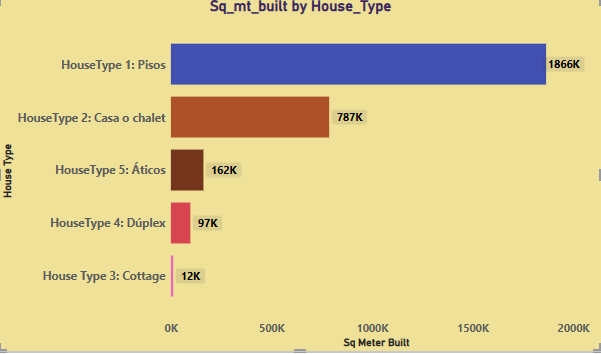 Sq_mt_built by House_Type
HouseType 1: Pisos
1866K
HouseType 2: Casa o chalet
787K
HouseType 5: Áticos
162K
HouseType 4: Dúplex
97K
House Type 3: Cottage
12K
House Type
0K
500K
1000K
1500K
2000K
Sq Meter Built